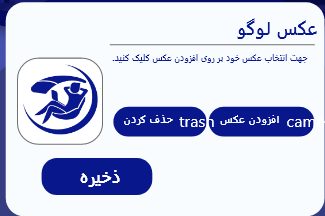 عکس لوگو
جهت انتخاب عکس خود بر روی افزودن عکس کلیک کنید.
افزودن عکس cam
حذف کردن trash
ذخیره